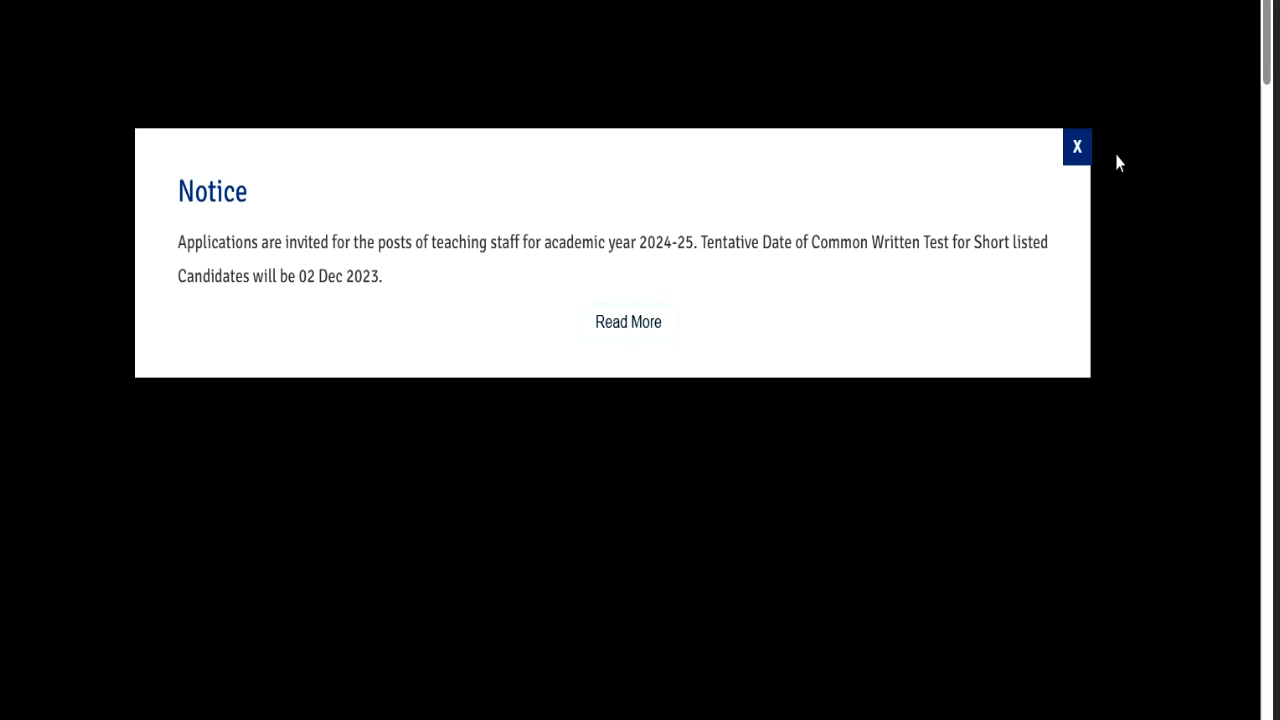 X
Notice
Applications are invited for the posts of teaching staff for academic year 2024-25. Tentative Date of Common Written Test for Short listed
Candidates will be 02 Dec 2023.
Read More